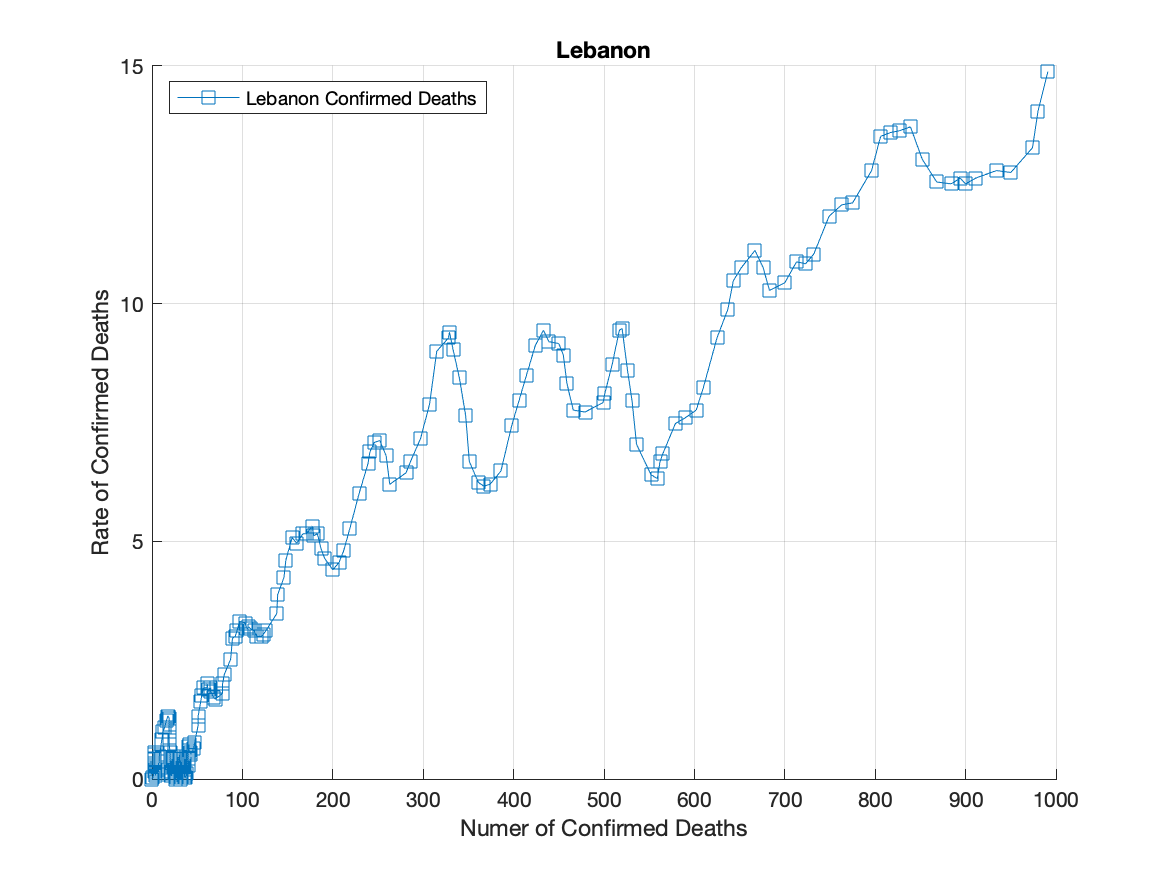 Lebanon
Lebanon Confirmed Deaths
Rate of Confirmed Deaths
15
10
5
0
0 100 200 300 400 500 600 700 800 900 1000
Numer of Confirmed Deaths